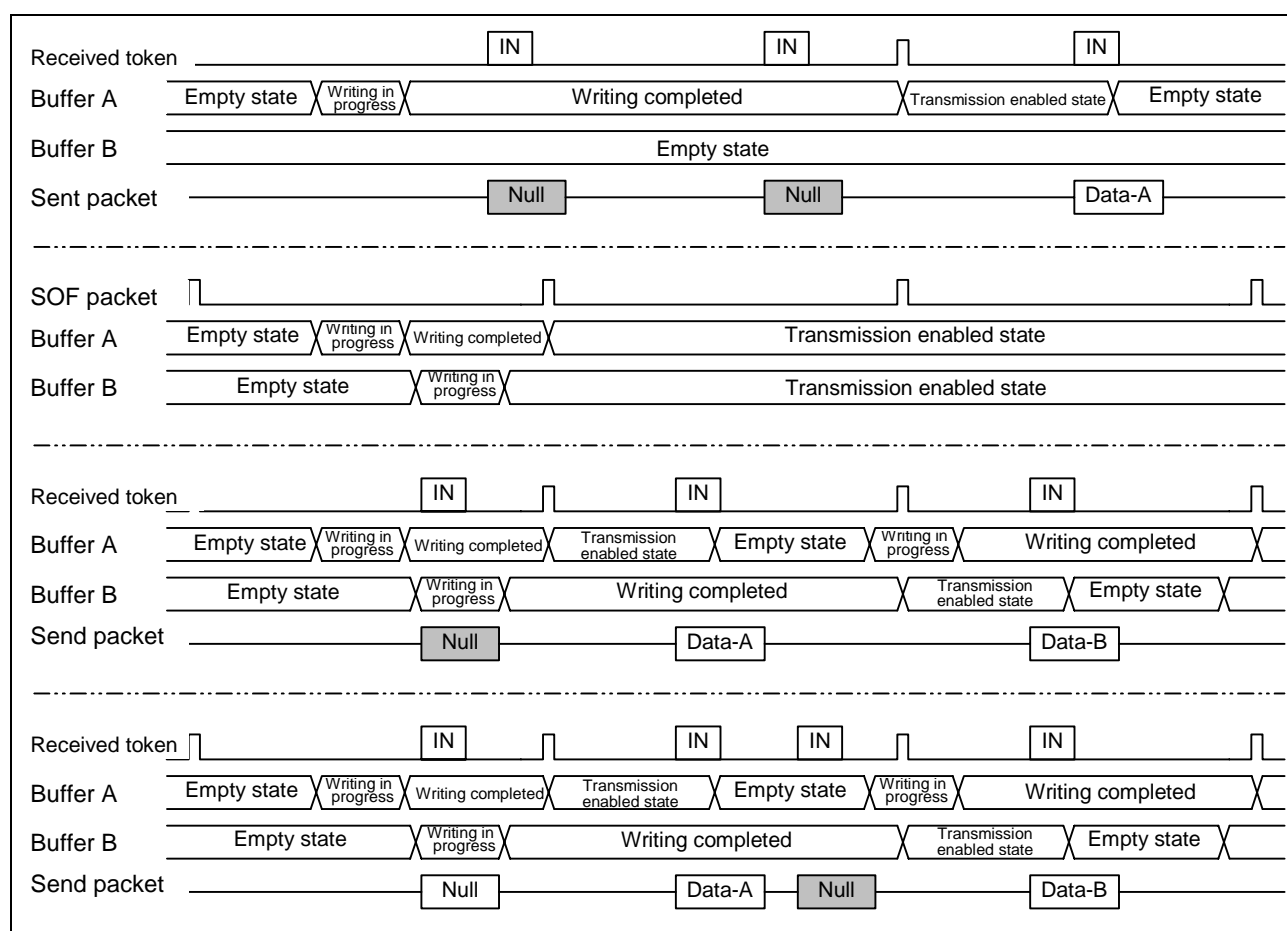 Received token IN IN IN
Buffer A Empty state Writing in progress Writing completed Transmission enabled state Empty state
Buffer B Empty state
Sent packet Null Null Data-A
SOF packet
Buffer A Empty state Writing in progress Writing completed Transmission enabled state
Buffer B Empty state Writing in progress Transmission enabled state
Received token IN IN IN
Buffer A Empty state Writing in progress Writing completed Transmission enabled state Empty state Writing in progress Writing completed
Buffer B Empty state Writing in progress Writing completed Transmission enabled state Empty state
Send packet Null Data-A Data-B
Received token IN IN IN IN
Buffer A Empty state Writing in progress Writing completed Transmission enabled state Empty state Writing in progress Writing completed
Buffer B Empty state Writing in progress Writing completed Transmission enabled state Empty state
Send packet Null Data-A Null Data-B